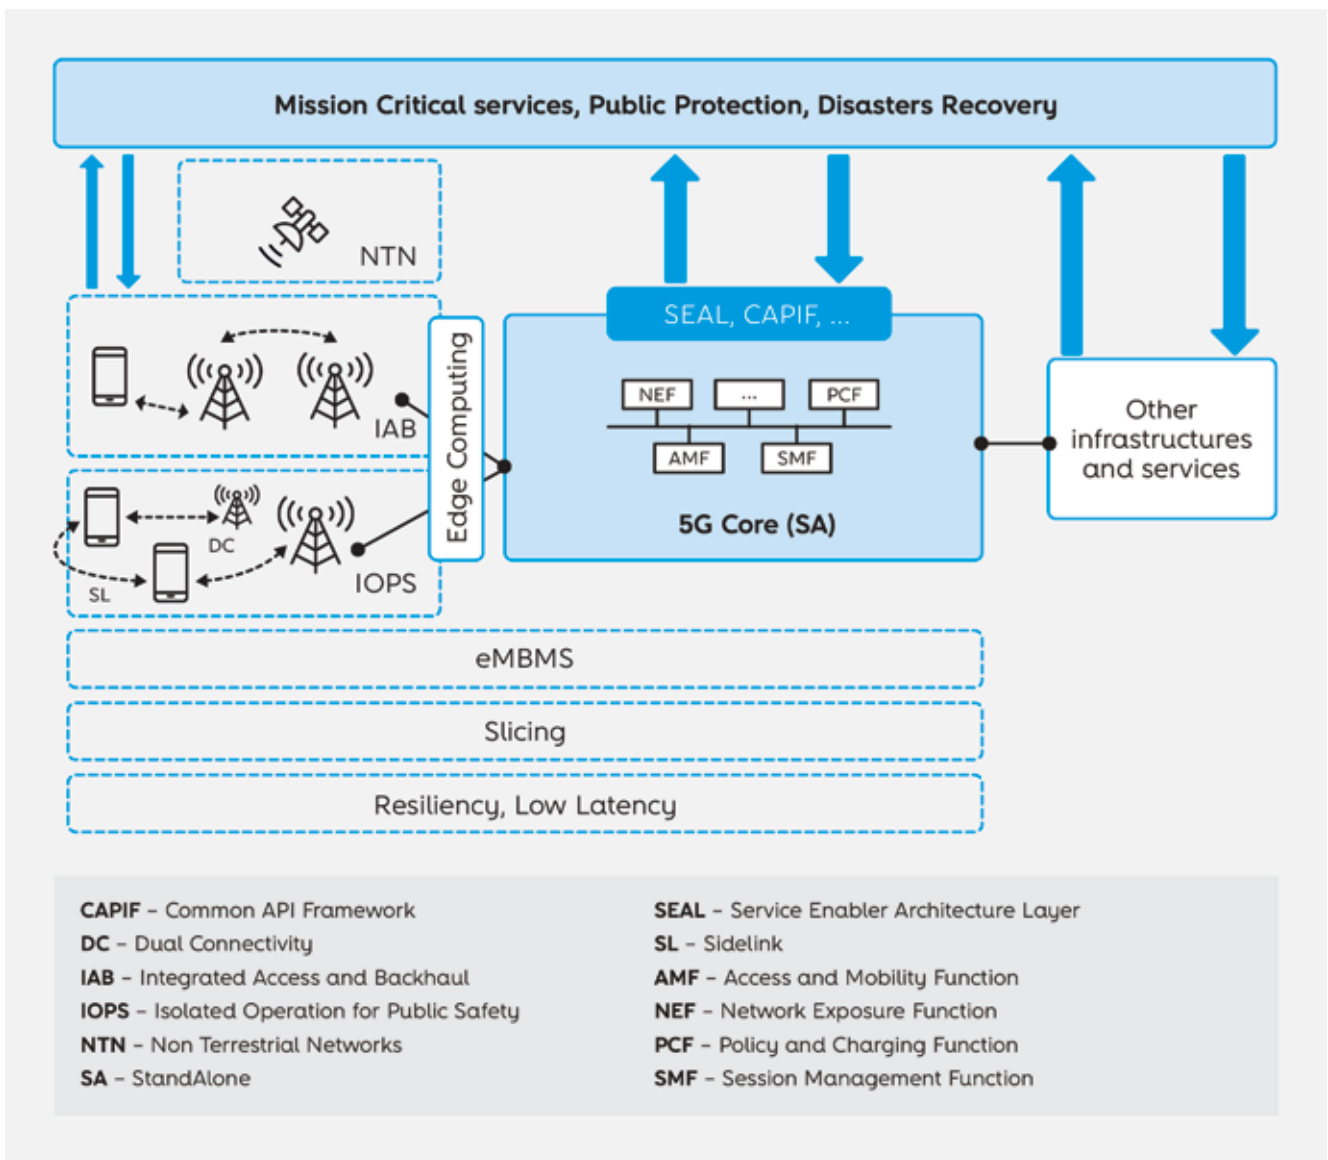 Mission Critical services, Public Protection, Disasters Recovery
NTN
SEAL, CAPIF, ...
IAB
Edge Computing
NEF
...
PCF
AMF
SMF
5G Core (SA)
Other
infrastructures
and services
DC
SL
IOPS
eMBMS
Slicing
Resiliency, Low Latency
CAPIF – Common API Framework
DC – Dual Connectivity
IAB – Integrated Access and Backhaul
IOPS – Isolated Operation for Public Safety
NTN – Non Terrestrial Networks
SA – StandAlone
SEAL – Service Enabler Architecture Layer
SL – Sidelink
AMF – Access and Mobility Function
NEF – Network Exposure Function
PCF – Policy and Charging Function
SMF – Session Management Function